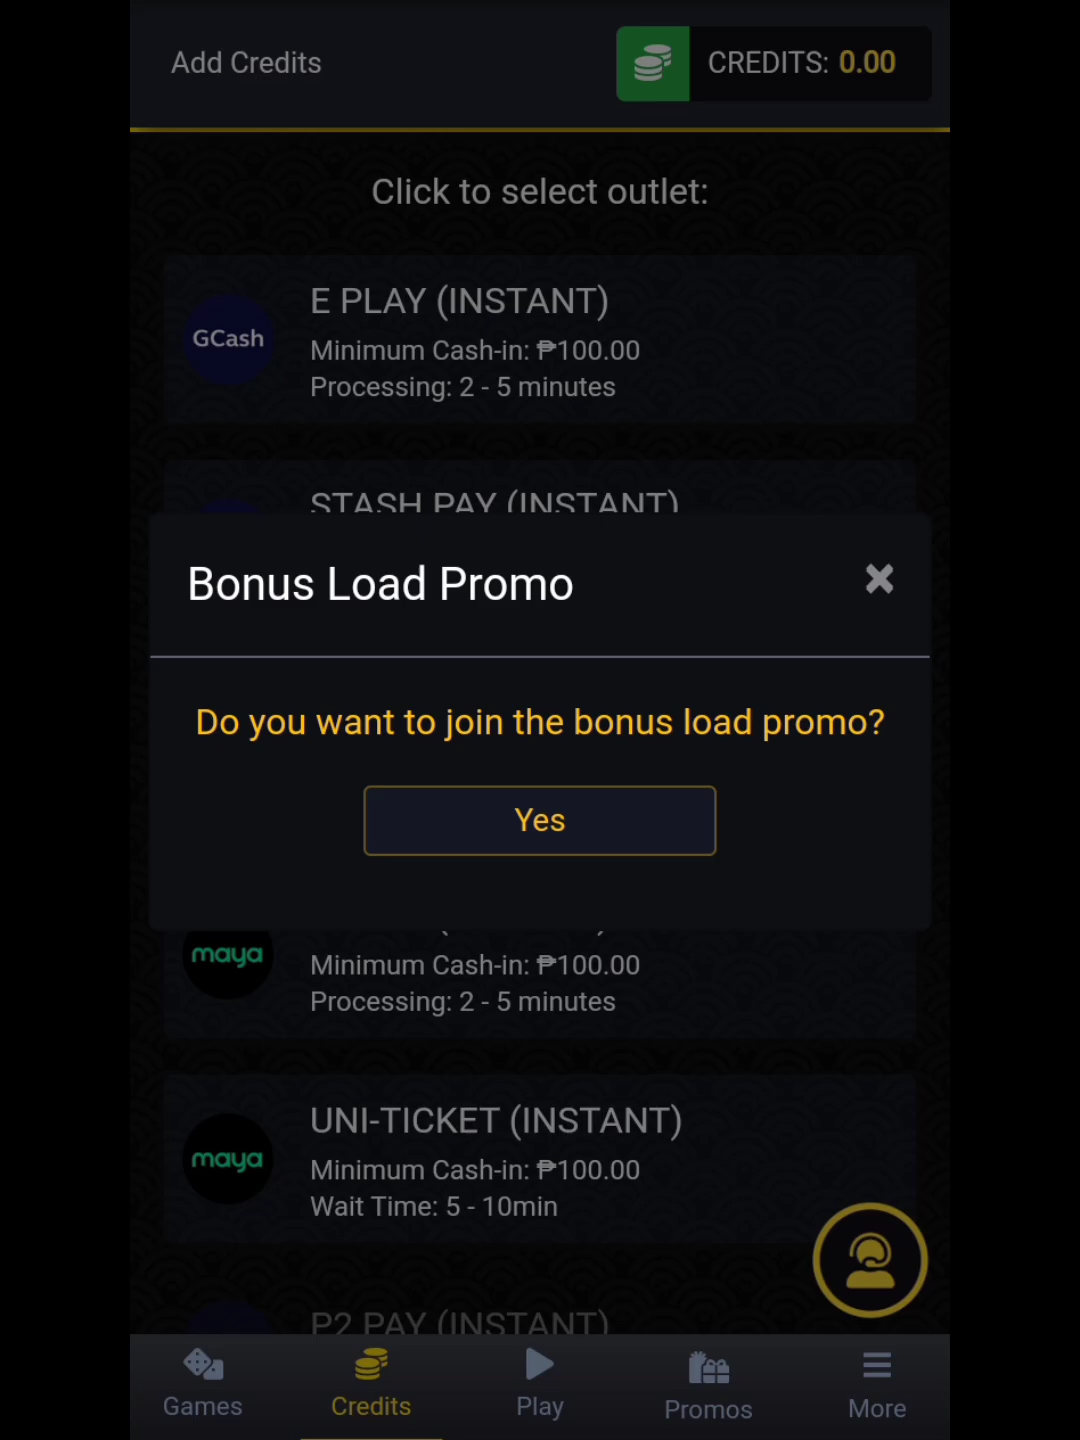 Add Credits
CREDITS: 0.00
Click to select outlet:
GCash
E PLAY (INSTANT)
Minimum Cash-in: ₱100.00
Processing: 2 - 5 minutes
STASH PAY (INSTANT)
Bonus Load Promo
Do you want to join the bonus load promo?
Yes
maya
Minimum Cash-in: ₱100.00
Processing: 2 - 5 minutes
maya
UNI-TICKET (INSTANT)
Minimum Cash-in: ₱100.00
Wait Time: 5 - 10min
P2 PAY (INSTANT)
Games
Credits
Play
Promos
More